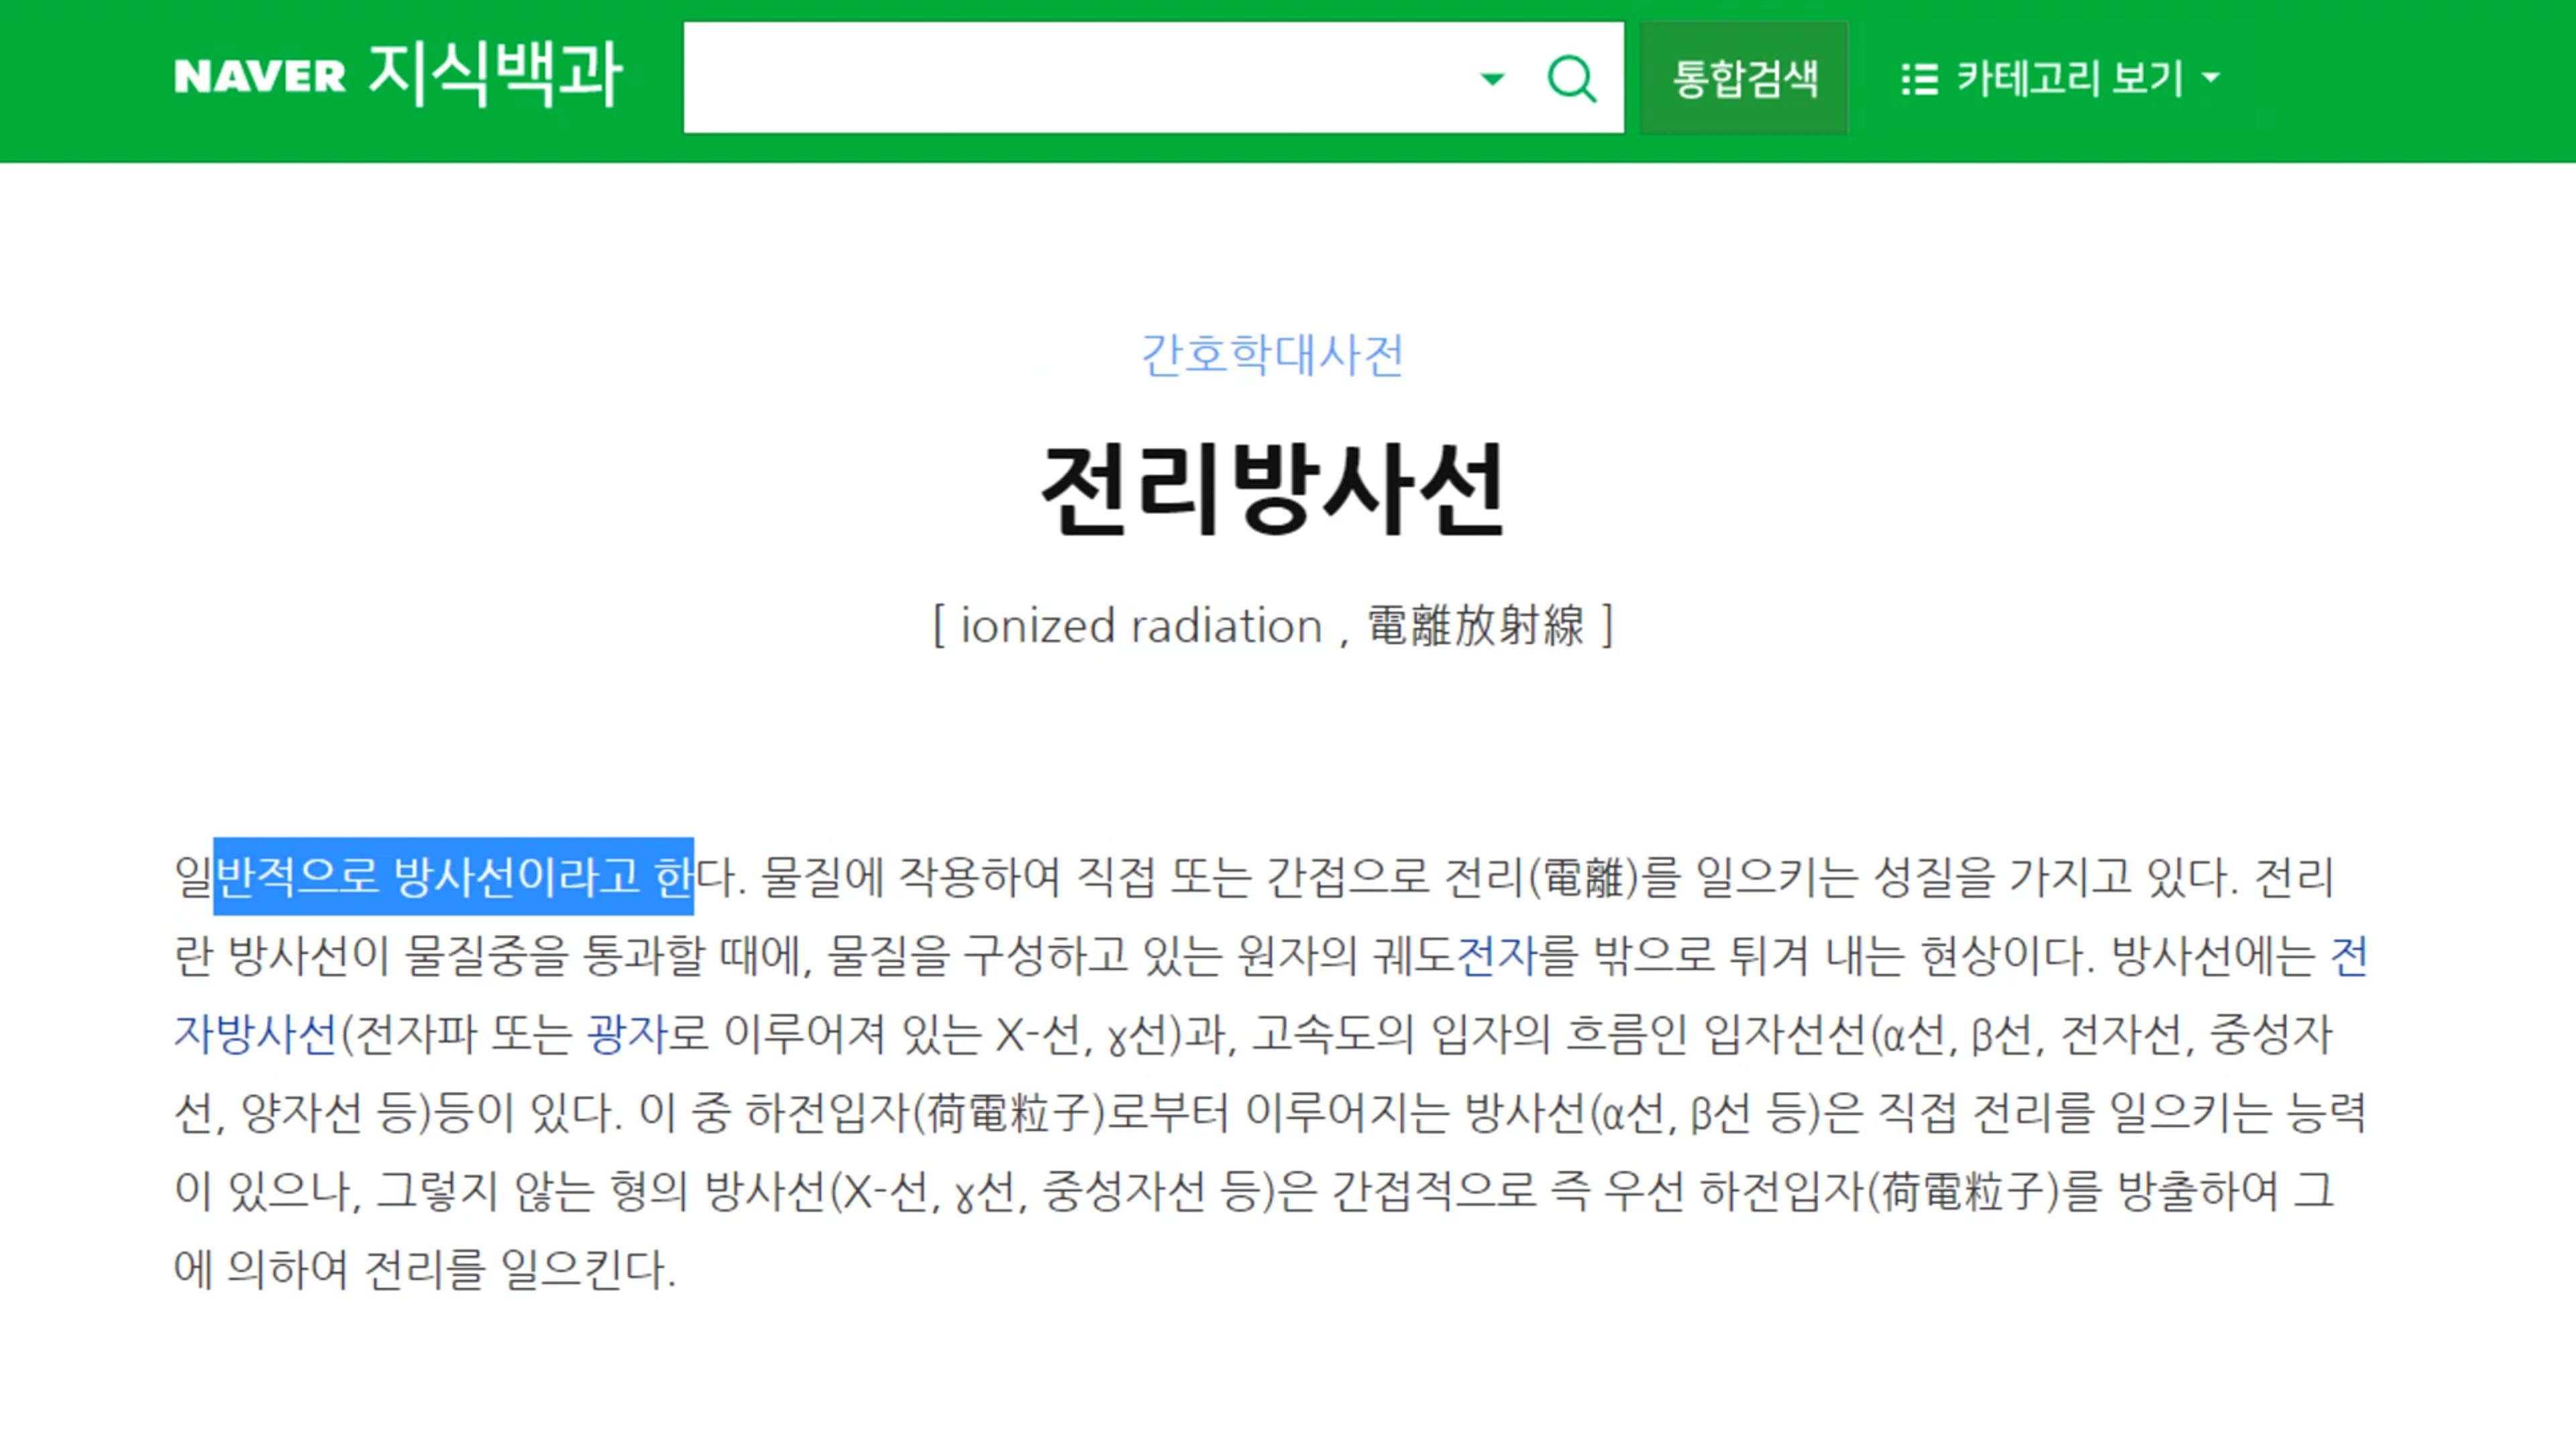 NAVER 지식백과
통합검색
카테고리 보기
간호학대사전
전리방사선
[ ionized radiation , 電離放射線 ]
일반적으로 방사선이라고 한다. 물질에 작용하여 직접 또는 간접으로 전리(電離)를 일으키는 성질을 가지고 있다. 전리
란 방사선이 물질중을 통과할 때에, 물질을 구성하고 있는 원자의 궤도전자를 밖으로 튀겨 내는 현상이다. 방사선에는 전
자방사선(전자파 또는 광자로 이루어져 있는 X-선, ɣ선)과, 고속도의 입자의 흐름인 입자선선(α선, β선, 전자선, 중성자
선, 양자선 등)등이 있다. 이 중 하전입자(荷電粒子)로부터 이루어지는 방사선(α선, β선 등)은 직접 전리를 일으키는 능력
이 있으나, 그렇지 않는 형의 방사선(X-선, ɣ선, 중성자선 등)은 간접적으로 즉 우선 하전입자(荷電粒子)를 방출하여 그
에 의하여 전리를 일으킨다.